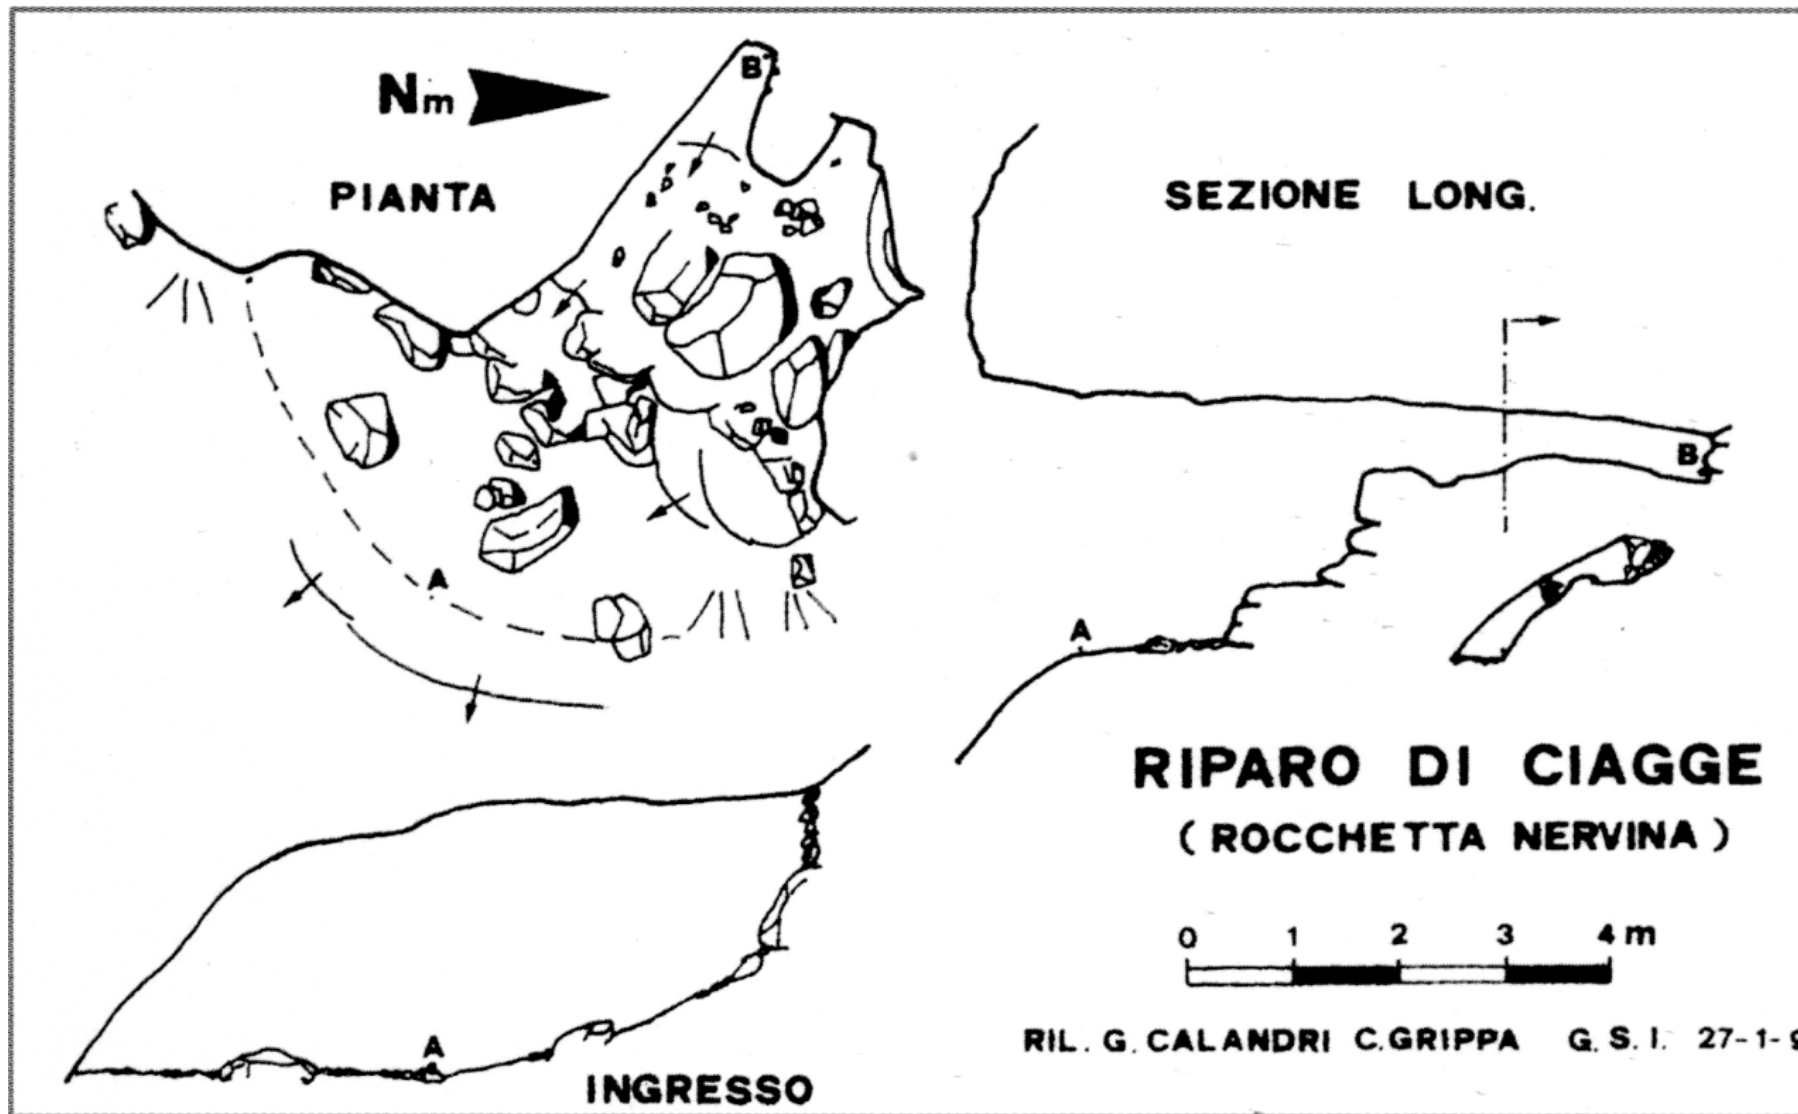 Nm
B
PIANTA
SEZIONE LONG.
A
B
A
RIPARO DI CIAGGE
(ROCCHETTA NERVINA)
0 1 2 3 4 m
RIL. G. CALANDRI C. GRIPPA G. S. I. 27-1-9
A
INGRESSO